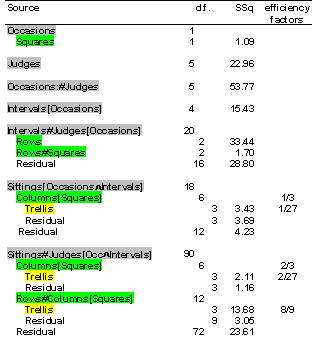 Source df. SSq efficiency factors
Occasions 1
Squares 1 1.09
Judges 5 22.96
Occasions:#Judges 5 53.77
Intervals[Occasions] 4 15.43
Intervals#Judges[Occasions] 20
Rows 2 33.44
Rows#Squares 2 1.70
Residual 16 28.80
Sittings[Occasions∧Intervals] 18
Columns[Squares] 6 1/3
Trellis 3 3.43 1/27
Residual 3 3.69
Residual 12 4.23
Sittings#Judges[Occ∧Intervals] 90
Columns[Squares] 6 2/3
Trellis 3 2.11 2/27
Residual 3 1.16
Rows#Columns[Squares] 12
Trellis 3 13.68 8/9
Residual 9 3.05
Residual 72 23.61